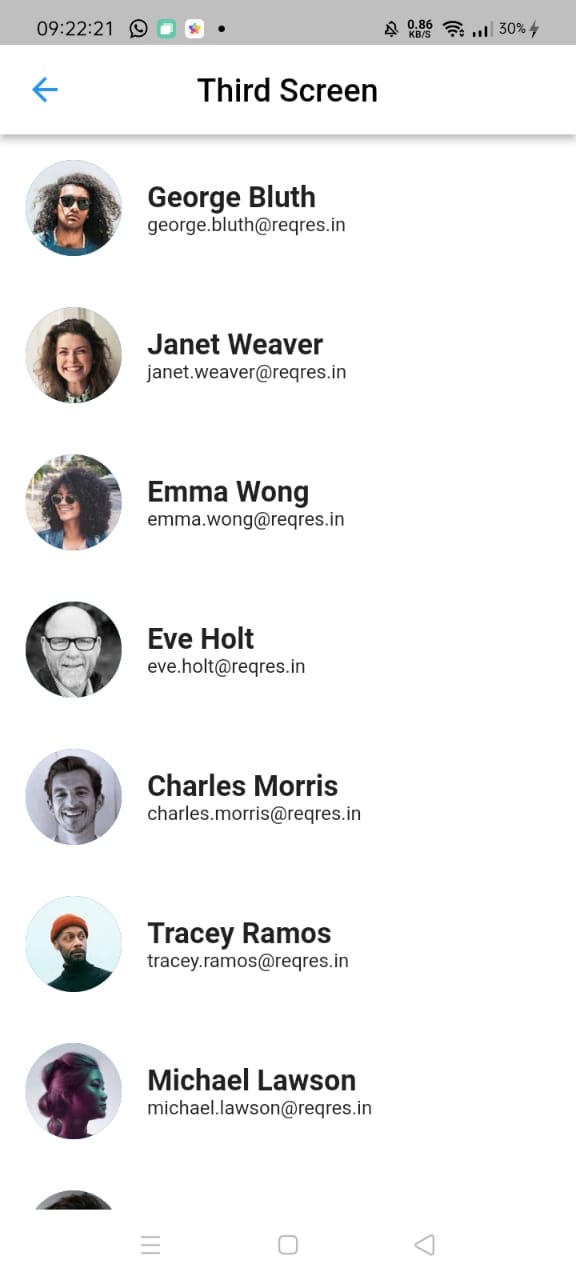 09:22:21
0.86
KB/S
30%
Third Screen
George Bluth
george.bluth@reqres.in
Janet Weaver
janet.weaver@reqres.in
Emma Wong
emma.wong@reqres.in
Eve Holt
eve.holt@reqres.in
Charles Morris
charles.morris@reqres.in
Tracey Ramos
tracey.ramos@reqres.in
Michael Lawson
michael.lawson@reqres.in